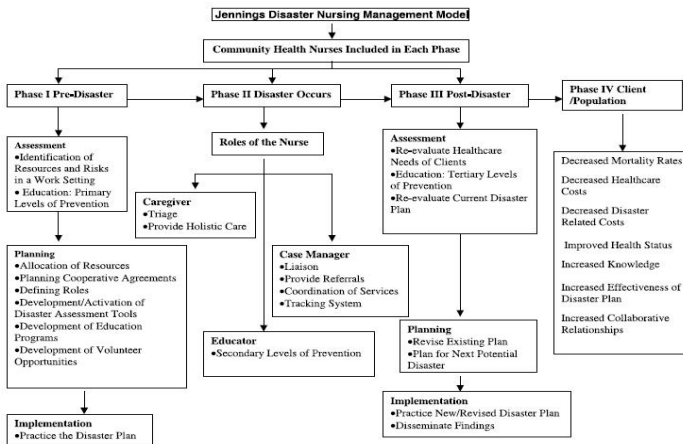 Jennings Disaster Nursing Management Model
Community Health Nurses Included in Each Phase
Phase I Pre-Disaster
Phase II Disaster Occurs
Phase III Post-Disaster
Phase IV Client
/Population
Assessment
•Identification of
Resources and Risks
in a Work Setting
•Education: Primary
Levels of Prevention
Planning
•Allocation of Resources
•Planning Cooperative Agreements
•Defining Roles
•Development/Activation of
Disaster Assessment Tools
•Development of Education
Programs
•Development of Volunteer
Opportunities
Implementation
•Practice the Disaster Plan
Roles of the Nurse
Caregiver
•Triage
•Provide Holistic Care
Case Manager
•Liaison
•Provide Referrals
•Coordination of Services
•Tracking System
Educator
•Secondary Levels of Prevention
Assessment
•Re-evaluate Healthcare
Needs of Clients
•Education: Tertiary Levels
of Prevention
•Re-evaluate Current Disaster
Plan
Planning
•Revise Existing Plan
•Plan for Next Potential
Disaster
Implementation
•Practice New/Revised Disaster Plan
•Disseminate Findings
Decreased Mortality Rates
Decreased Healthcare
Costs
Decreased Disaster
Related Costs
Improved Health Status
Increased Knowledge
Increased Effectiveness of
Disaster Plan
Increased Collaborative
Relationships